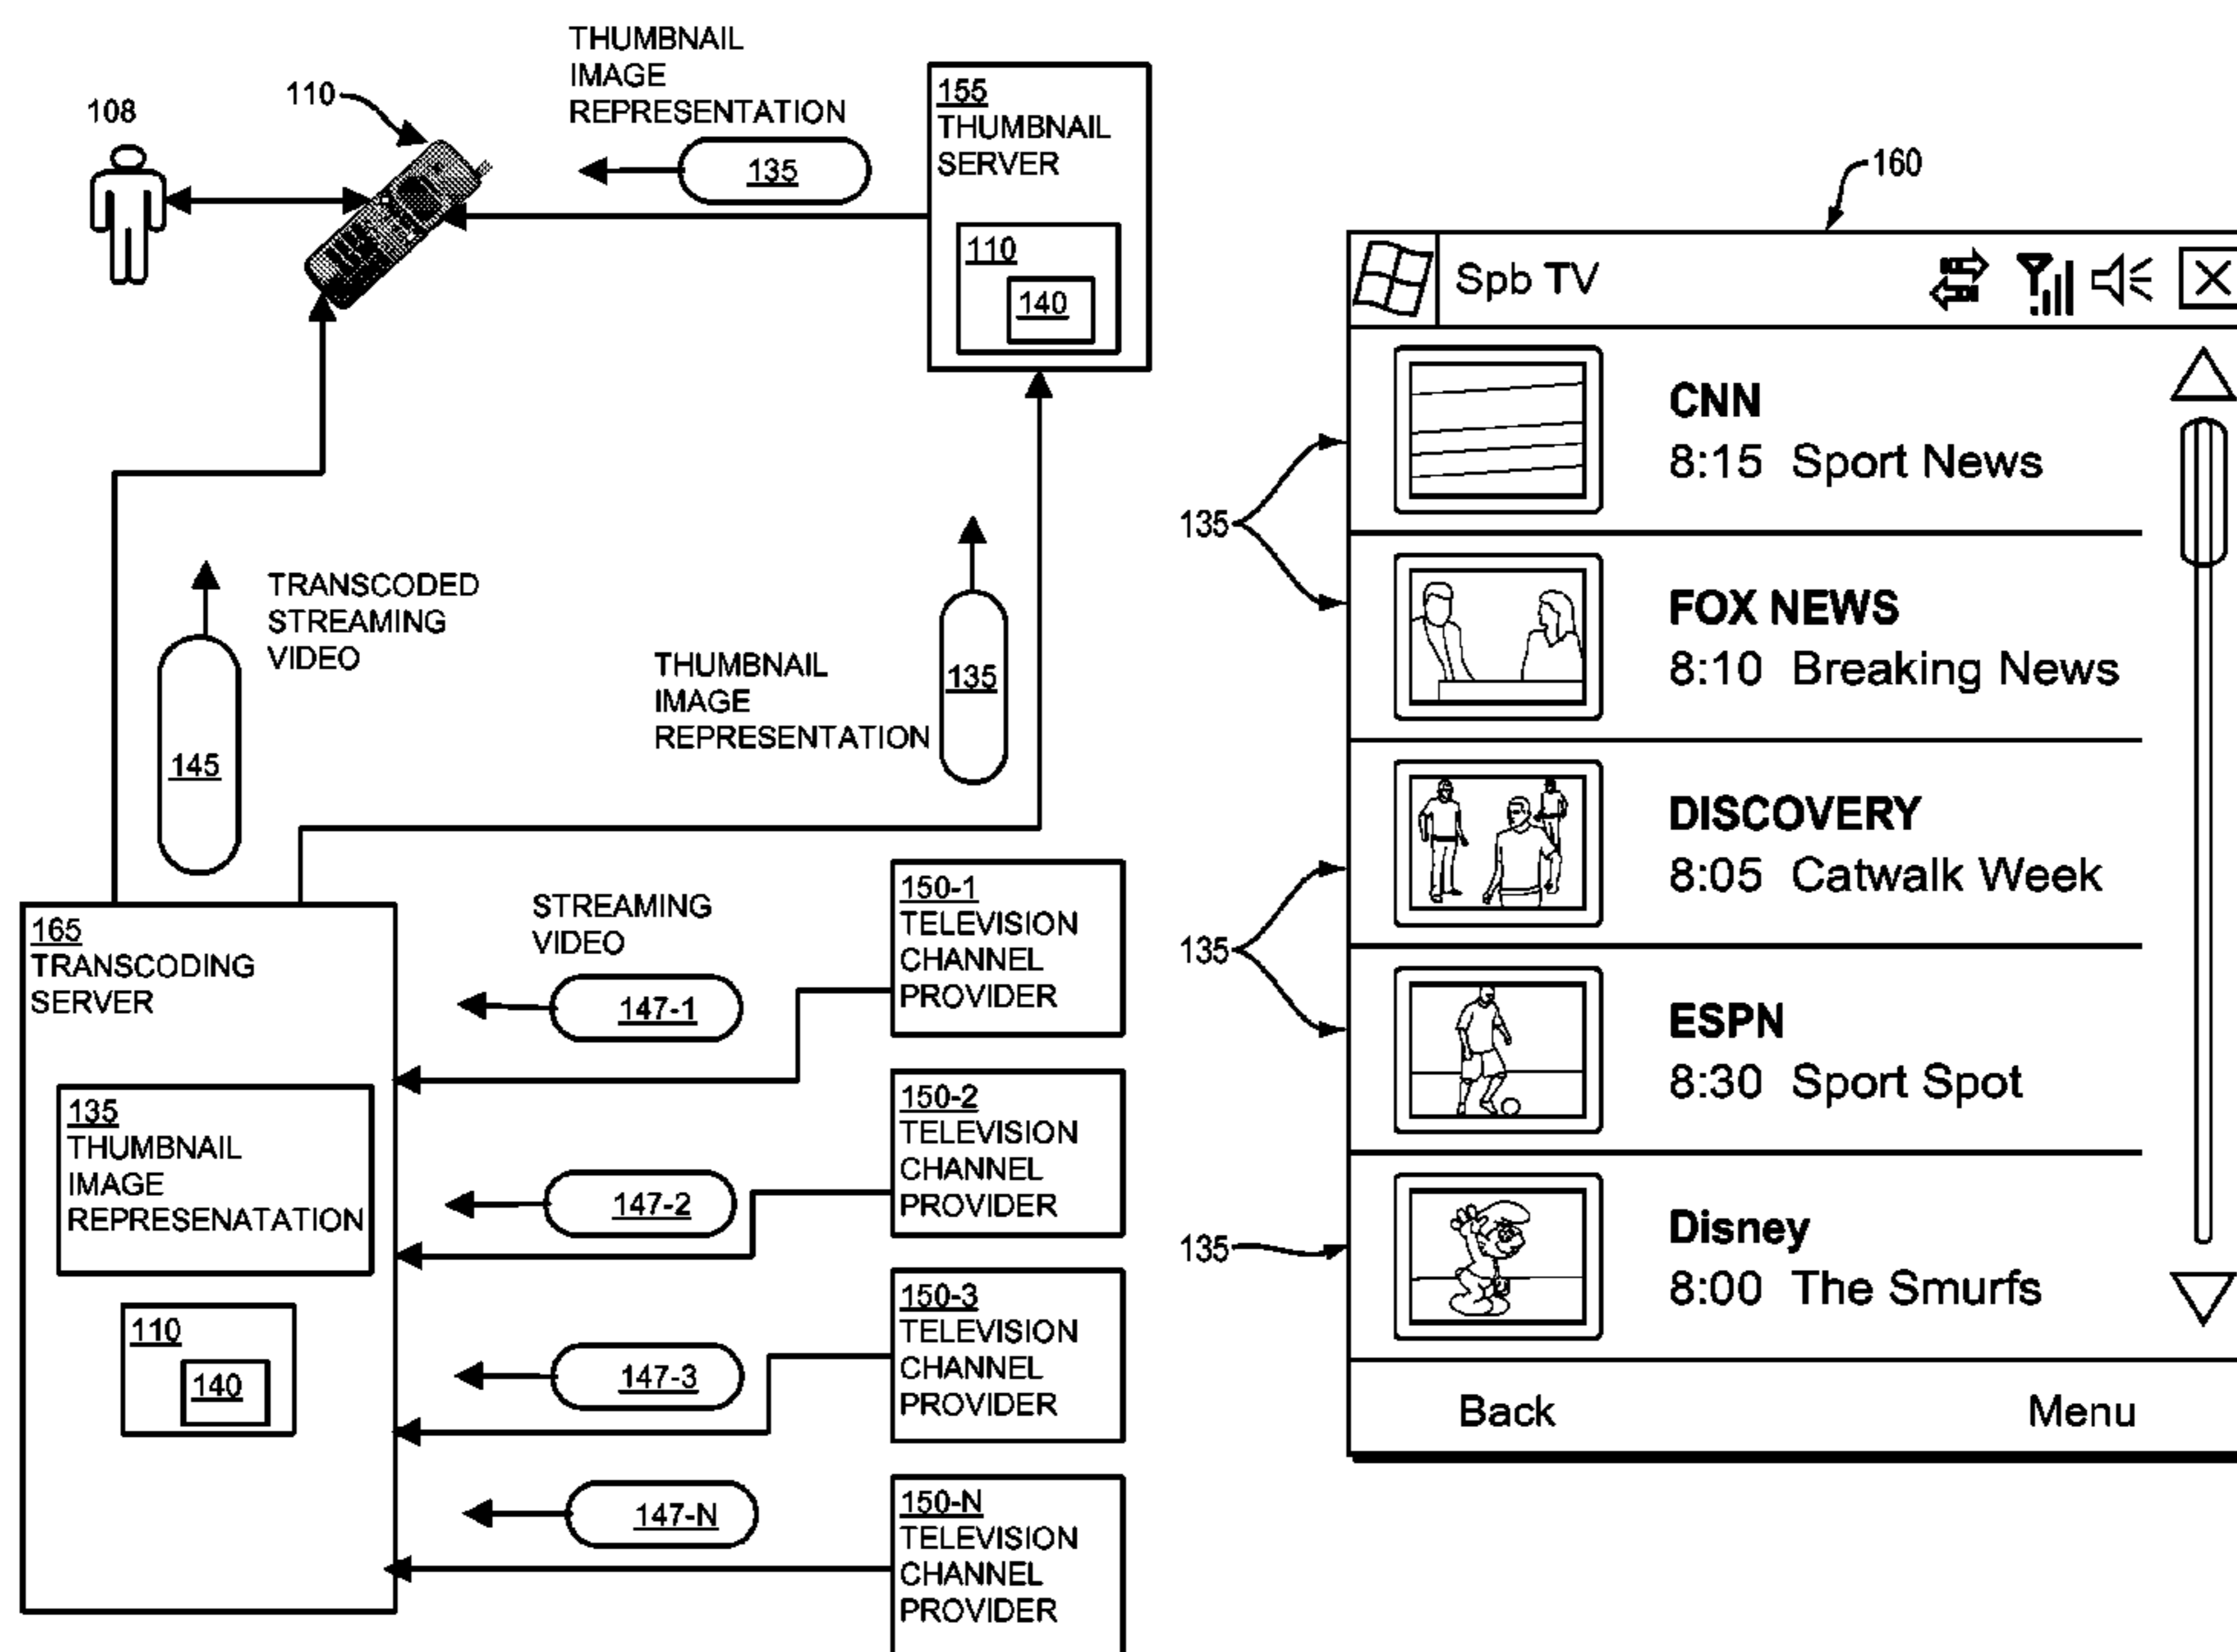 THUMBNAIL
IMAGE
REPRESENTATION
108
110
135
155
THUMBNAIL
SERVER
110
140
TRANSCODED
STREAMING
VIDEO
145
THUMBNAIL
IMAGE
REPRESENTATION
135
165
TRANSCODING
SERVER
135
THUMBNAIL
IMAGE
REPRESENATATION
110
140
STREAMING
VIDEO
147-1
147-2
147-3
147-N
150-1
TELEVISION
CHANNEL
PROVIDER
150-2
TELEVISION
CHANNEL
PROVIDER
150-3
TELEVISION
CHANNEL
PROVIDER
150-N
TELEVISION
CHANNEL
PROVIDER
160
Spb TV
135
CNN
8:15 Sport News
FOX NEWS
8:10 Breaking News
135
DISCOVERY
8:05 Catwalk Week
ESPN
8:30 Sport Spot
135
Disney
8:00 The Smurfs
Back Menu